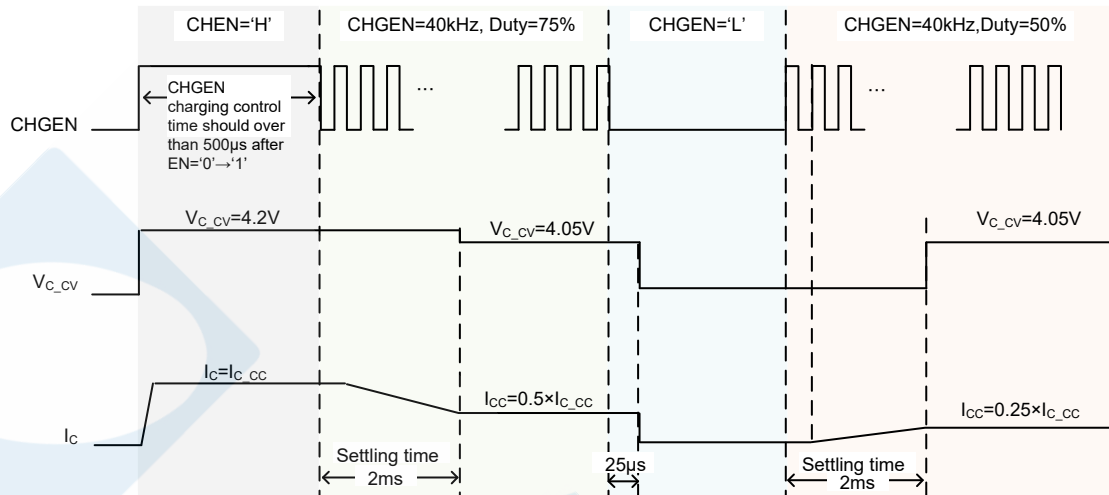 CHEN=‘H’
CHGEN=40kHz, Duty=75%
CHGEN=‘L’
CHGEN=40kHz,Duty=50%
CHGEN
CHGEN
charging control
time should over
than 500µs after
EN=‘0’→‘1’
...
...
V_C_CV
V_C_CV=4.2V
V_C_CV=4.05V
V_C_CV=4.05V
I_C
I_C=I_C_CC
I_CC=0.5×I_C_CC
I_CC=0.25×I_C_CC
Settling time
2ms
25µs
Settling time
2ms